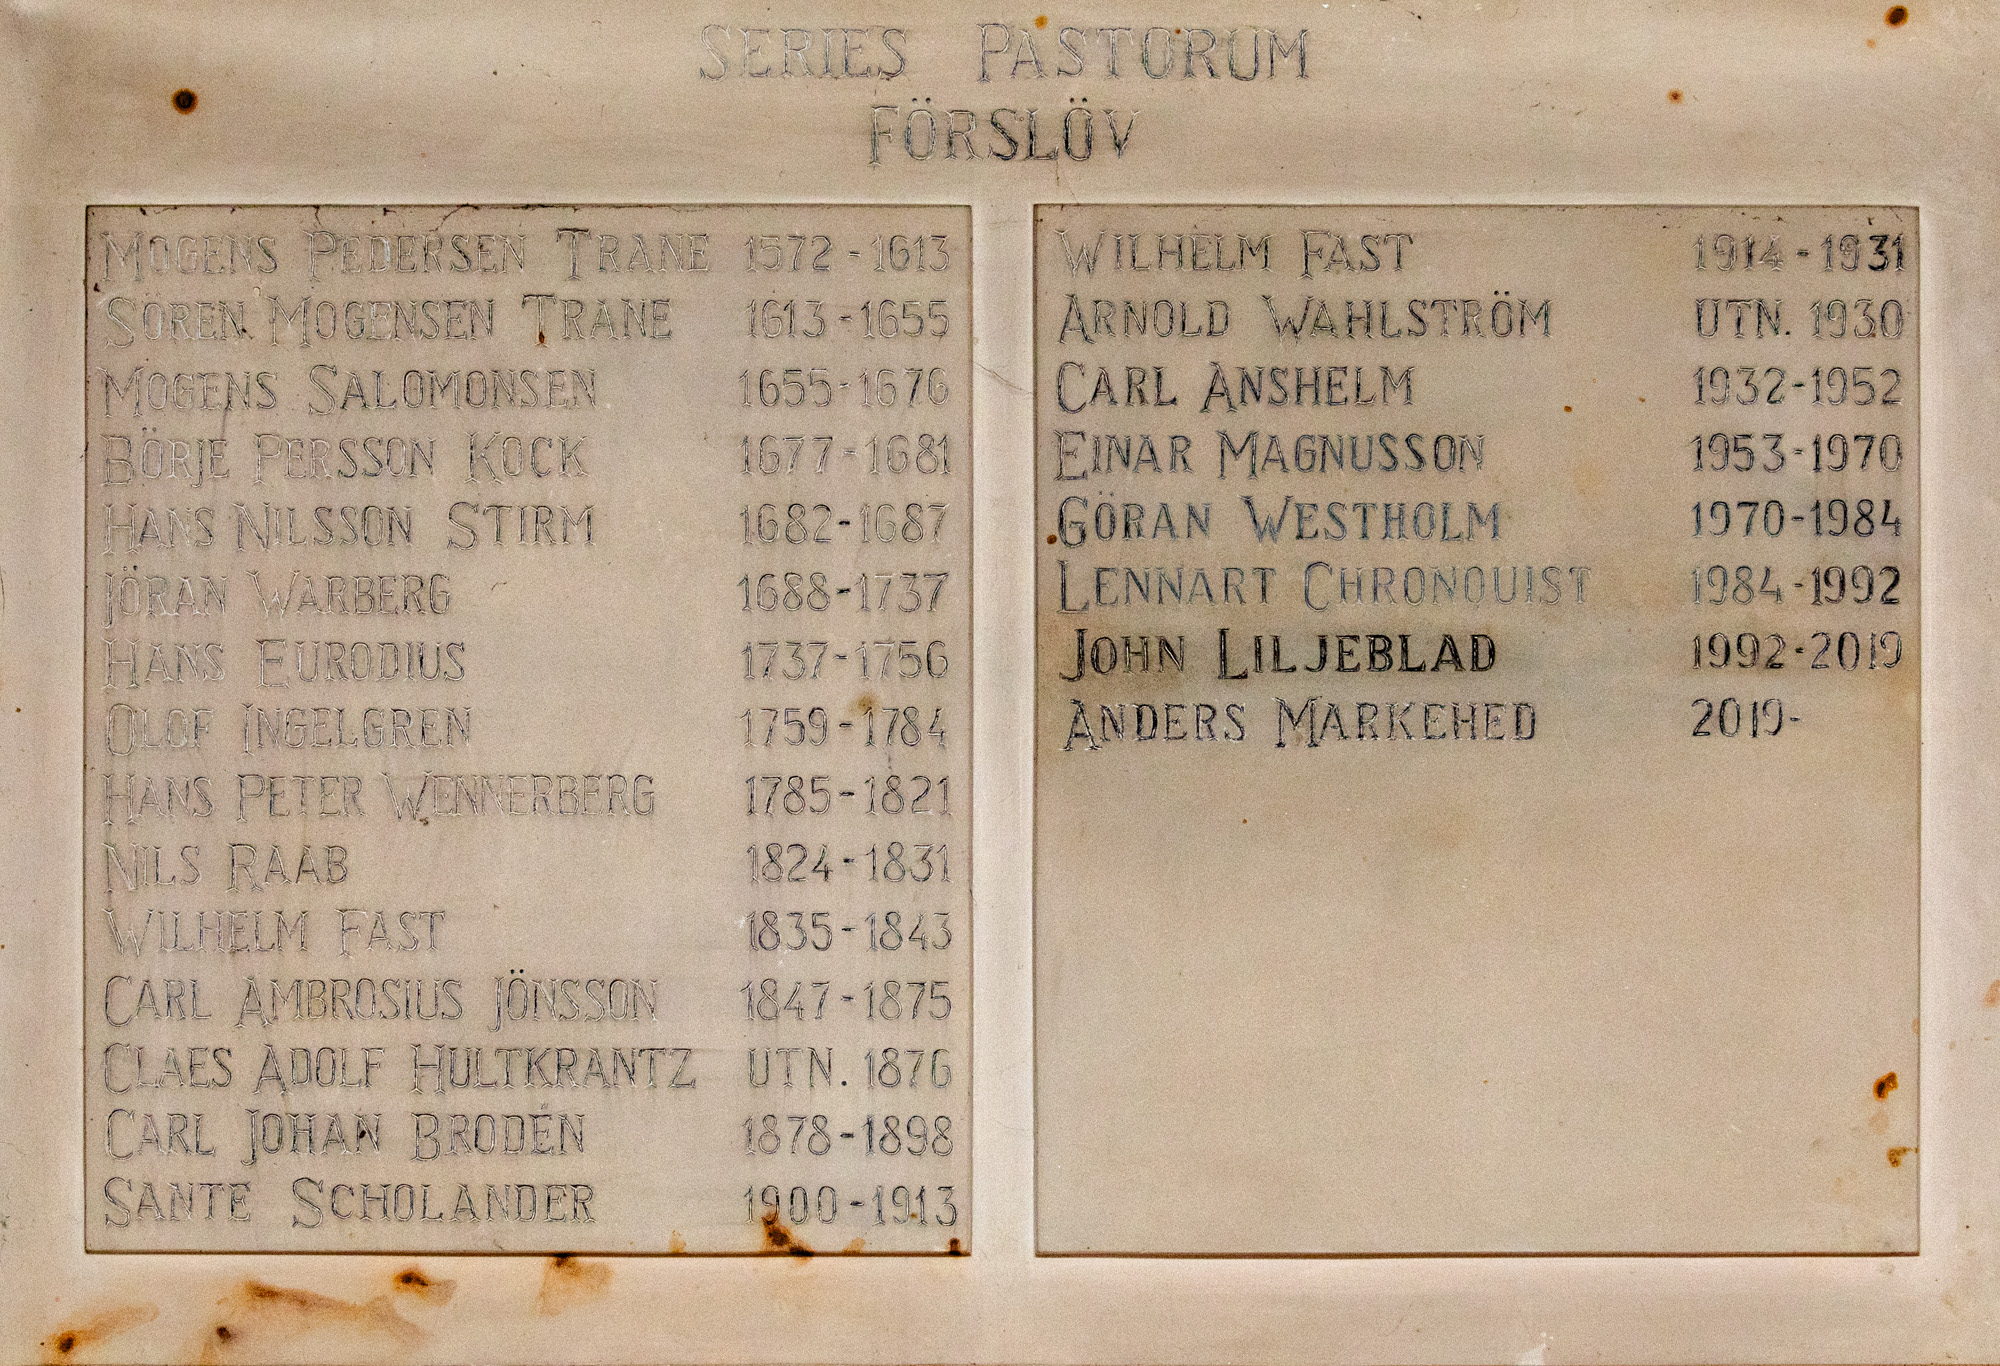 SERIES PASTORUM
FÖRSLÖV
MOGENS PEDERSEN TRANE 1572 - 1613
SÖREN MOGENSEN TRANE 1613 - 1655
MOGENS SALOMONSEN 1655 - 1676
BÖRJE PERSSON KOCK 1677 - 1681
HANS NILSSON STIRM 1682 - 1687
JÖRAN WARBERG 1688 - 1737
HANS EURODIUS 1737 - 1756
OLOF INGELGREN 1759 - 1784
HANS PETER WENNERBERG 1785 - 1821
NILS RAAB 1824 - 1831
WILHELM FAST 1835 - 1843
CARL AMBROSIUS JÖNSSON 1847 - 1875
CLAES ADOLF HULTKRANTZ UTN. 1876
CARL JOHAN BRODÉN 1878 - 1898
SANTE SCHOLANDER 1900 - 1913
WILHELM FAST 1914 - 1931
ARNOLD WAHLSTRÖM UTN. 1930
CARL ANSHELM 1932 - 1952
EINAR MAGNUSSON 1953 - 1970
GÖRAN WESTHOLM 1970 - 1984
LENNART CHRONQUIST 1984 - 1992
JOHN LILJEBLAD 1992 - 2019
ANDERS MARKEHED 2019 -